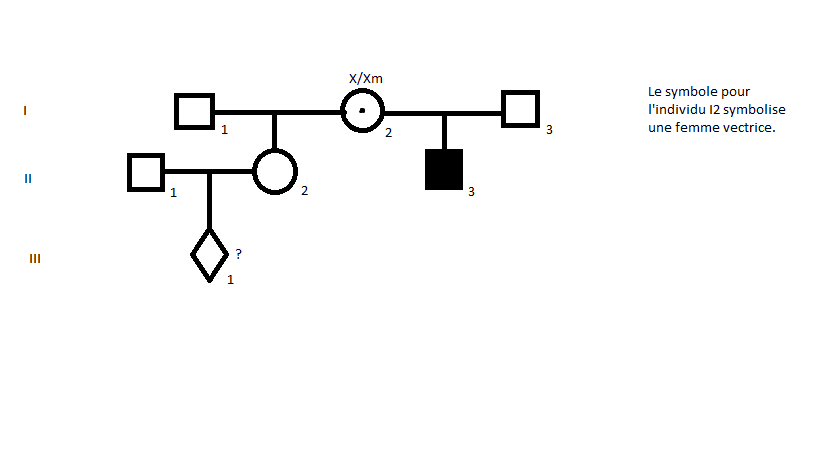 X/Xm
I
1
2
3
Le symbole pour
l'individu I2 symbolise
une femme vectrice.
II
1
2
3
III
?
1